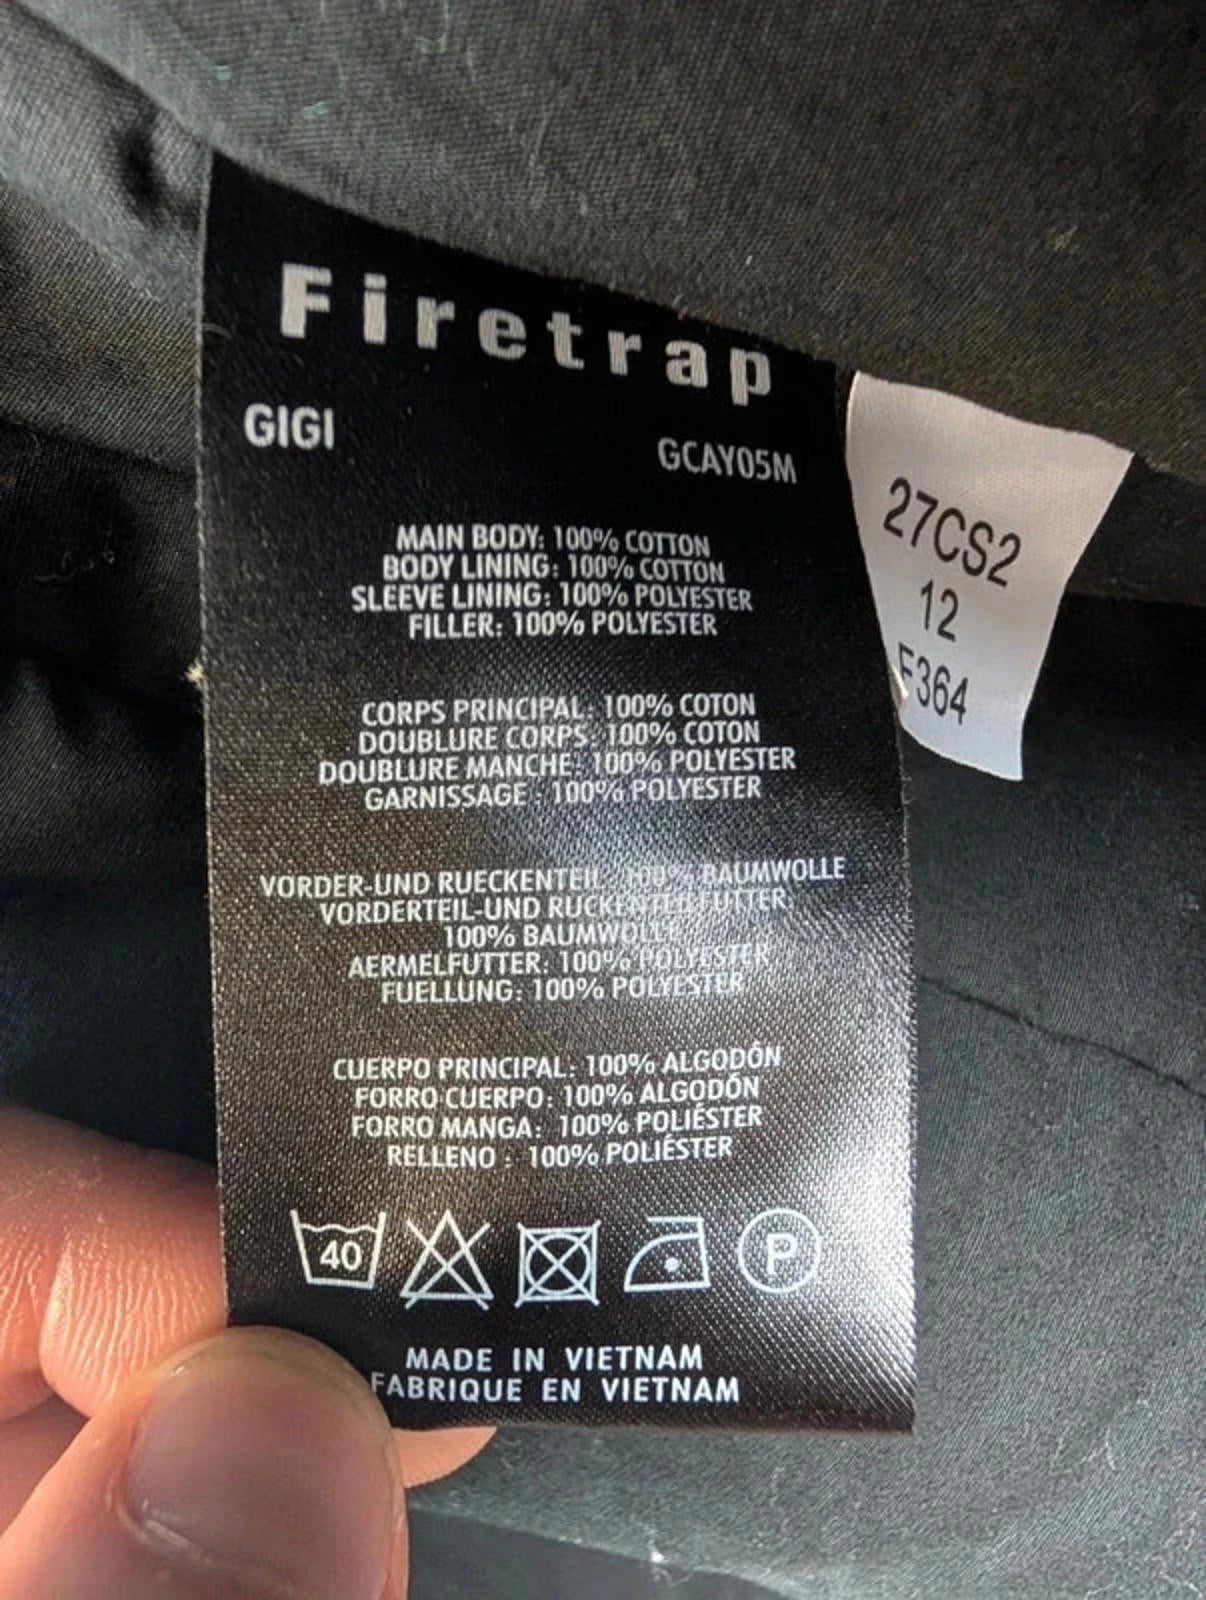 Firetrap
GIGI
GCAY05M
MAIN BODY: 100% COTTON
BODY LINING: 100% COTTON
SLEEVE LINING: 100% POLYESTER
FILLER: 100% POLYESTER
CORPS PRINCIPAL: 100% COTON
DOUBLURE CORPS: 100% COTON
DOUBLURE MANCHE: 100% POLYESTER
GARNISSAGE : 100% POLYESTER
VORDER-UND RUECKENTEIL: 100% BAUMWOLLE
VORDERTEIL-UND RUCKENTEILFUTTER
100% BAUMWOLLE
AERMELFUTTER: 100% POLYESTER
FUELLUNG: 100% POLYESTER
CUERPO PRINCIPAL: 100% ALGODÓN
FORRO CUERPO: 100% ALGODÓN
FORRO MANGA: 100% POLIÉSTER
RELLENO : 100% POLIÉSTER
40
P
MADE IN VIETNAM
FABRIQUE EN VIETNAM
27CS2
12
F364